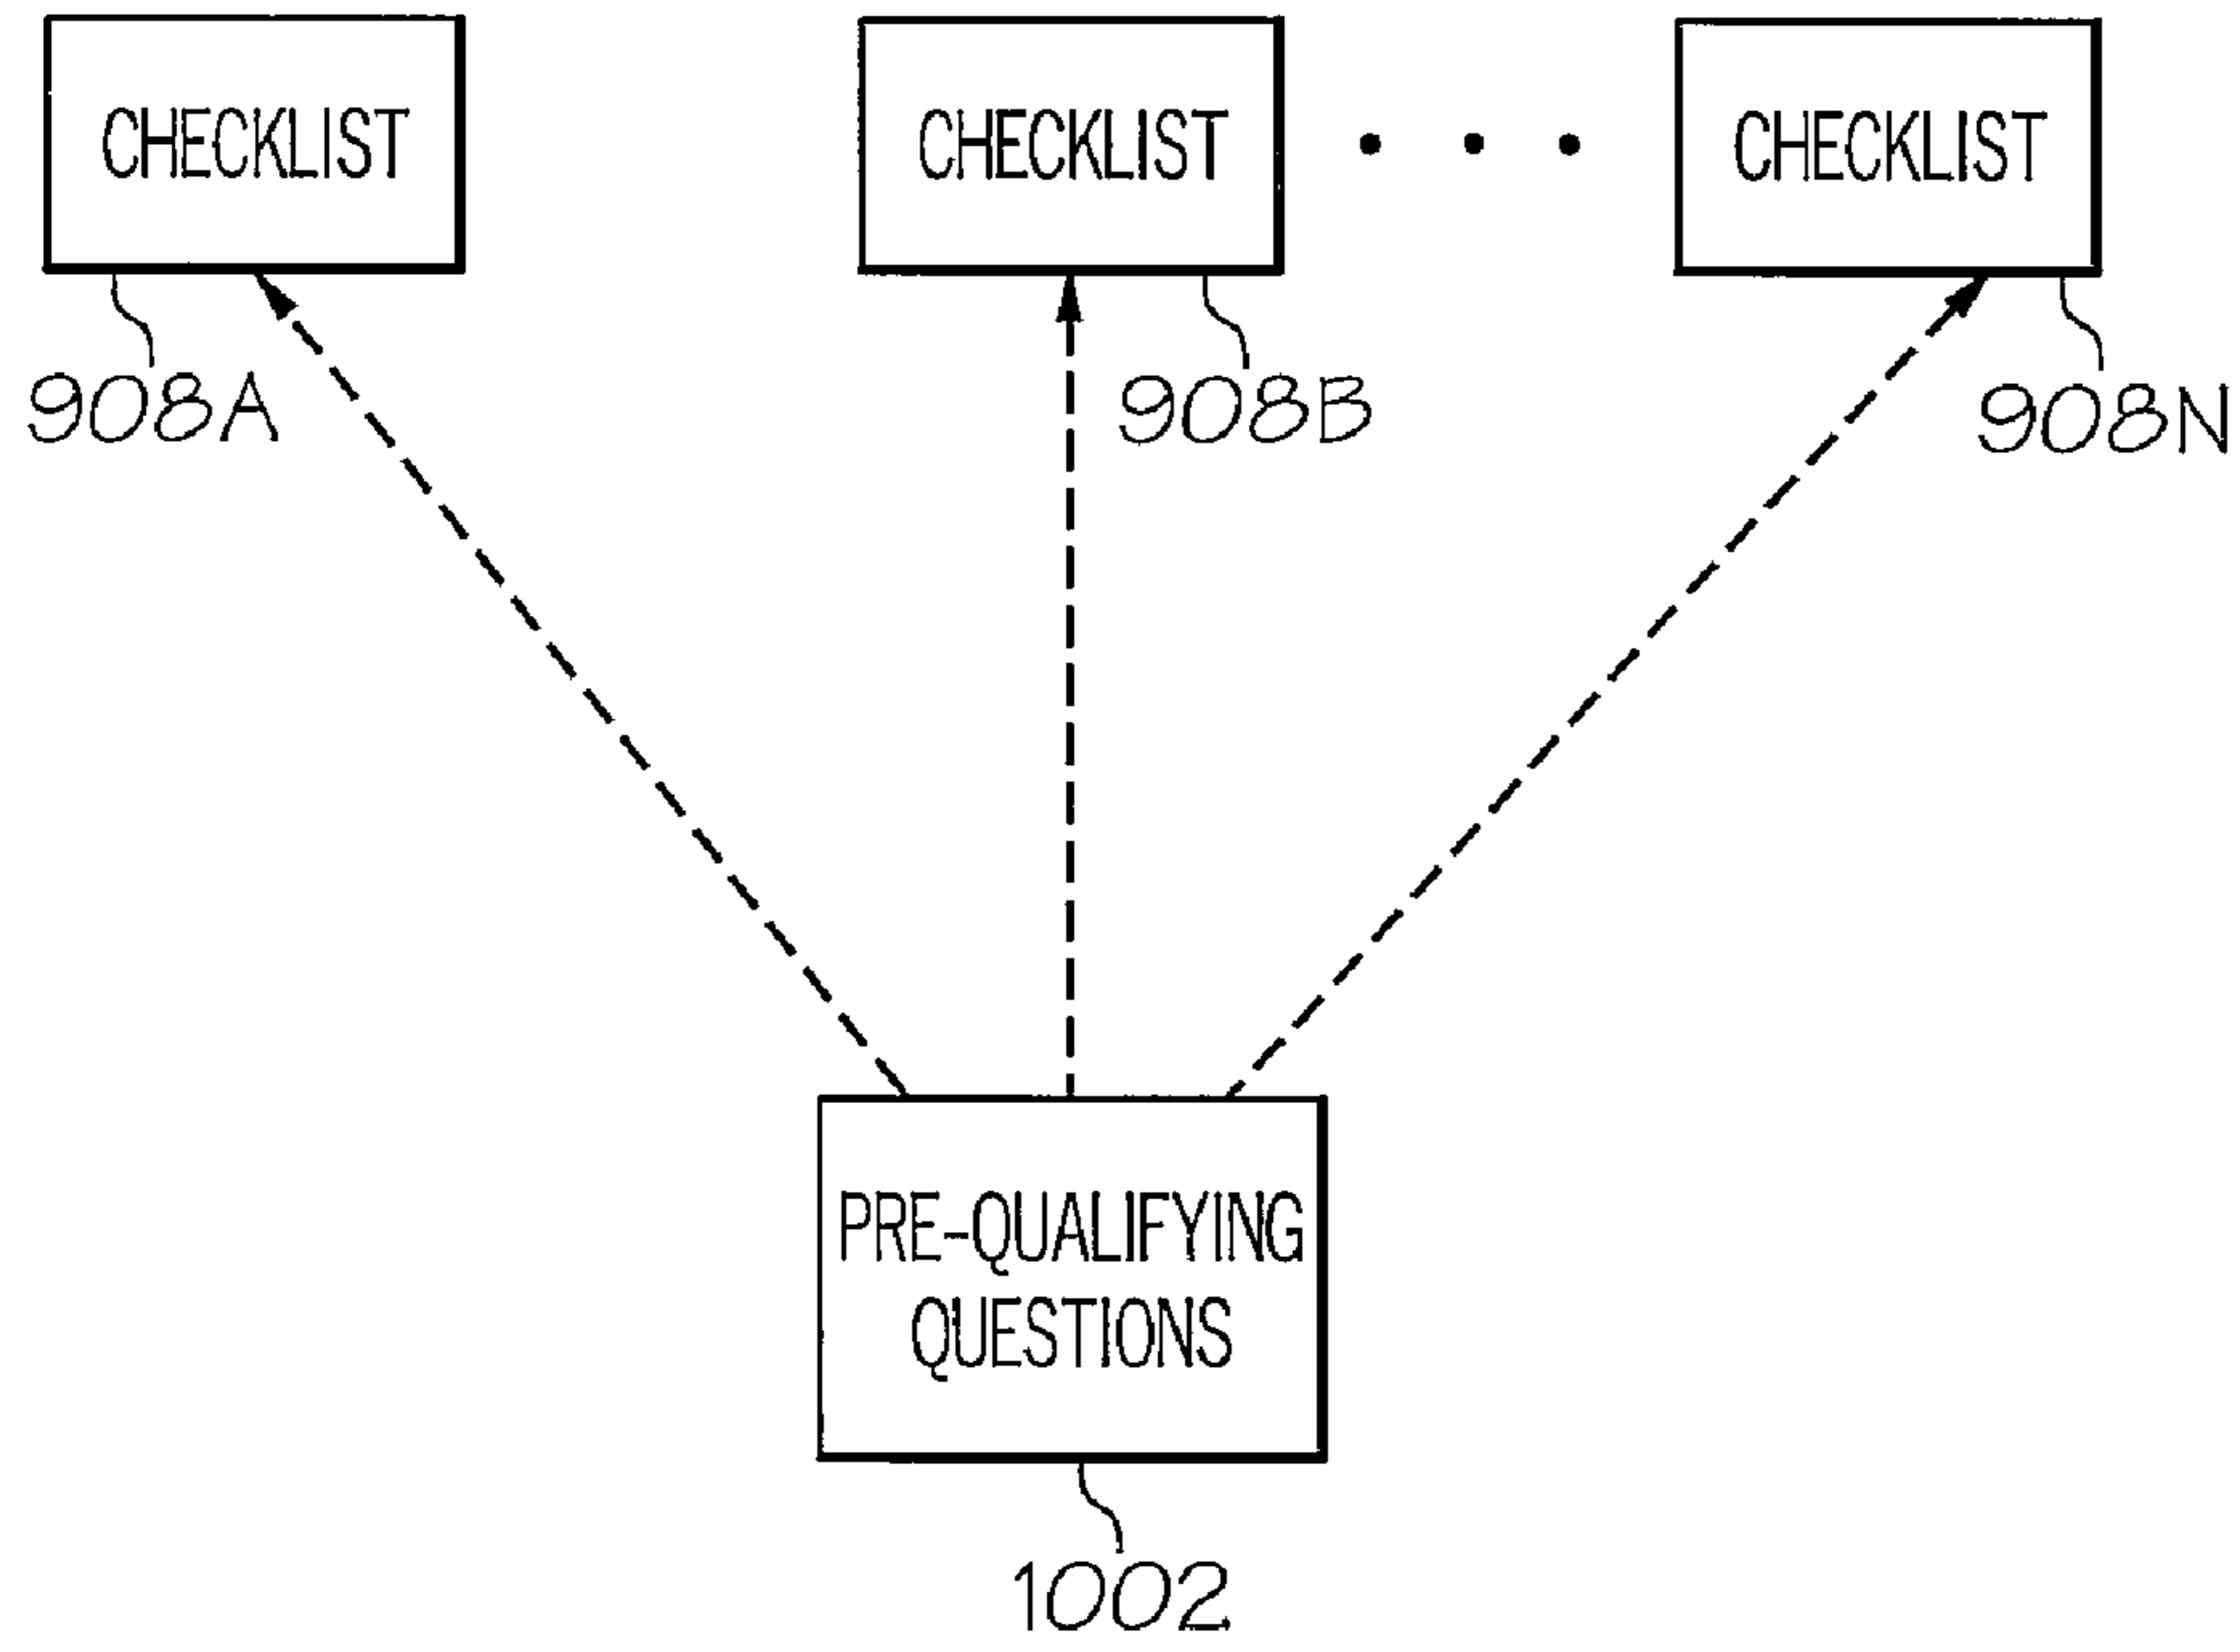 CHECKLIST
CHECKLIST
CHECKLIST
908A
908B
908N
PRE-QUALIFYING
QUESTIONS
1002